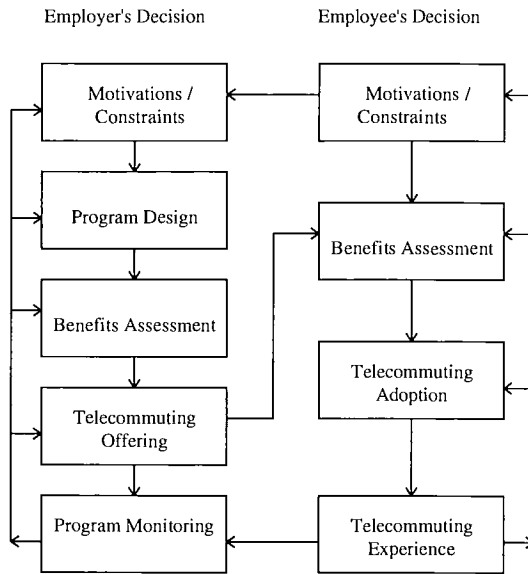 Employer's Decision
Employee's Decision
Motivations /
Constraints
Motivations /
Constraints
Program Design
Benefits Assessment
Benefits Assessment
Telecommuting
Adoption
Telecommuting
Offering
Program Monitoring
Telecommuting
Experience